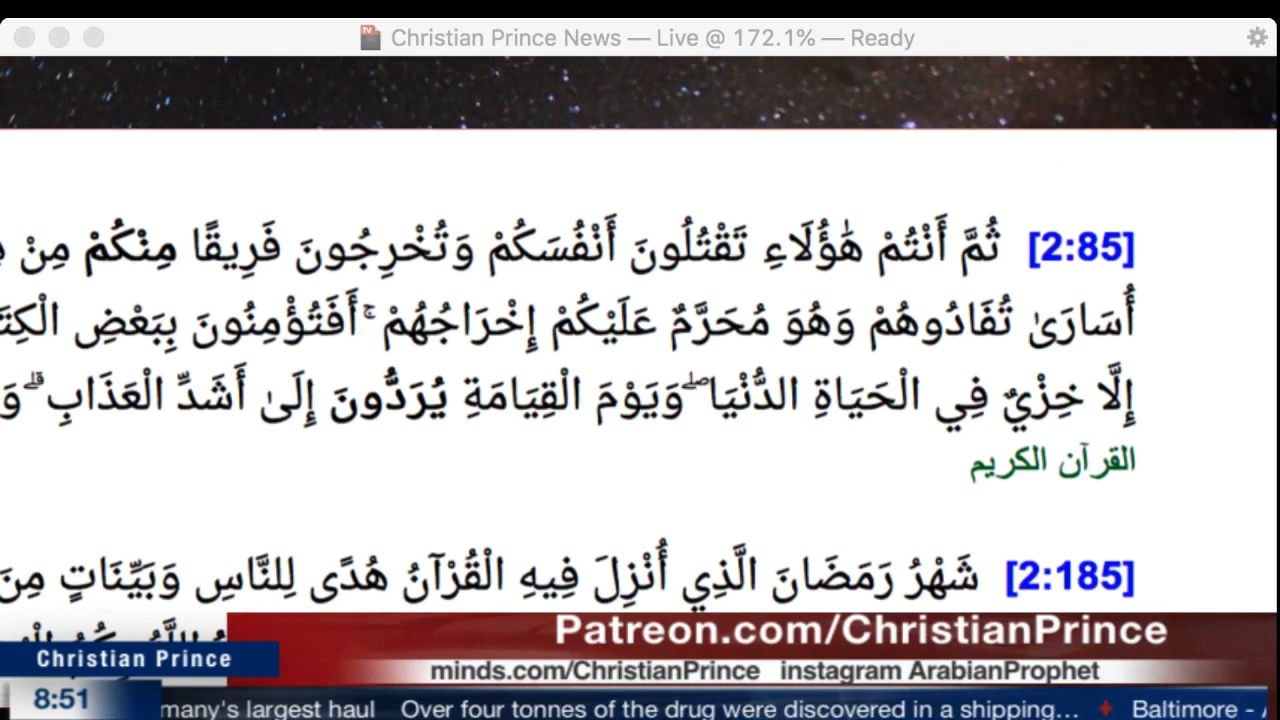 Christian Prince News — Live @ 172.1% — Ready
[2:85] ثُمَّ أَنْتُمْ هَٰؤُلَاءِ تَقْتُلُونَ أَنْفُسَكُمْ وَتُخْرِجُونَ فَرِيقًا مِنْكُمْ مِنْ
أُسَارَىٰ تُفَادُوهُمْ وَهُوَ مُحَرَّمٌ عَلَيْكُمْ إِخْرَاجُهُمْ ۚ أَفَتُؤْمِنُونَ بِبَعْضِ
إِلَّا خِزْيٌ فِي الْحَيَاةِ الدُّنْيَا ۖ وَيَوْمَ الْقِيَامَةِ يُرَدُّونَ إِلَىٰ أَشَدِّ الْعَذَابِ ۗ
القرآن الكريم
[2:185] شَهْرُ رَمَضَانَ الَّذِي أُنْزِلَ فِيهِ الْقُرْآنُ هُدًى لِلنَّاسِ وَبَيِّنَاتٍ مِنَ
Patreon.com/ChristianPrince
Christian Prince
minds.com/ChristianPrince instagram ArabianProphet
8:51
many's largest haul Over four tonnes of the drug were discovered in a shipping... + Baltimore -